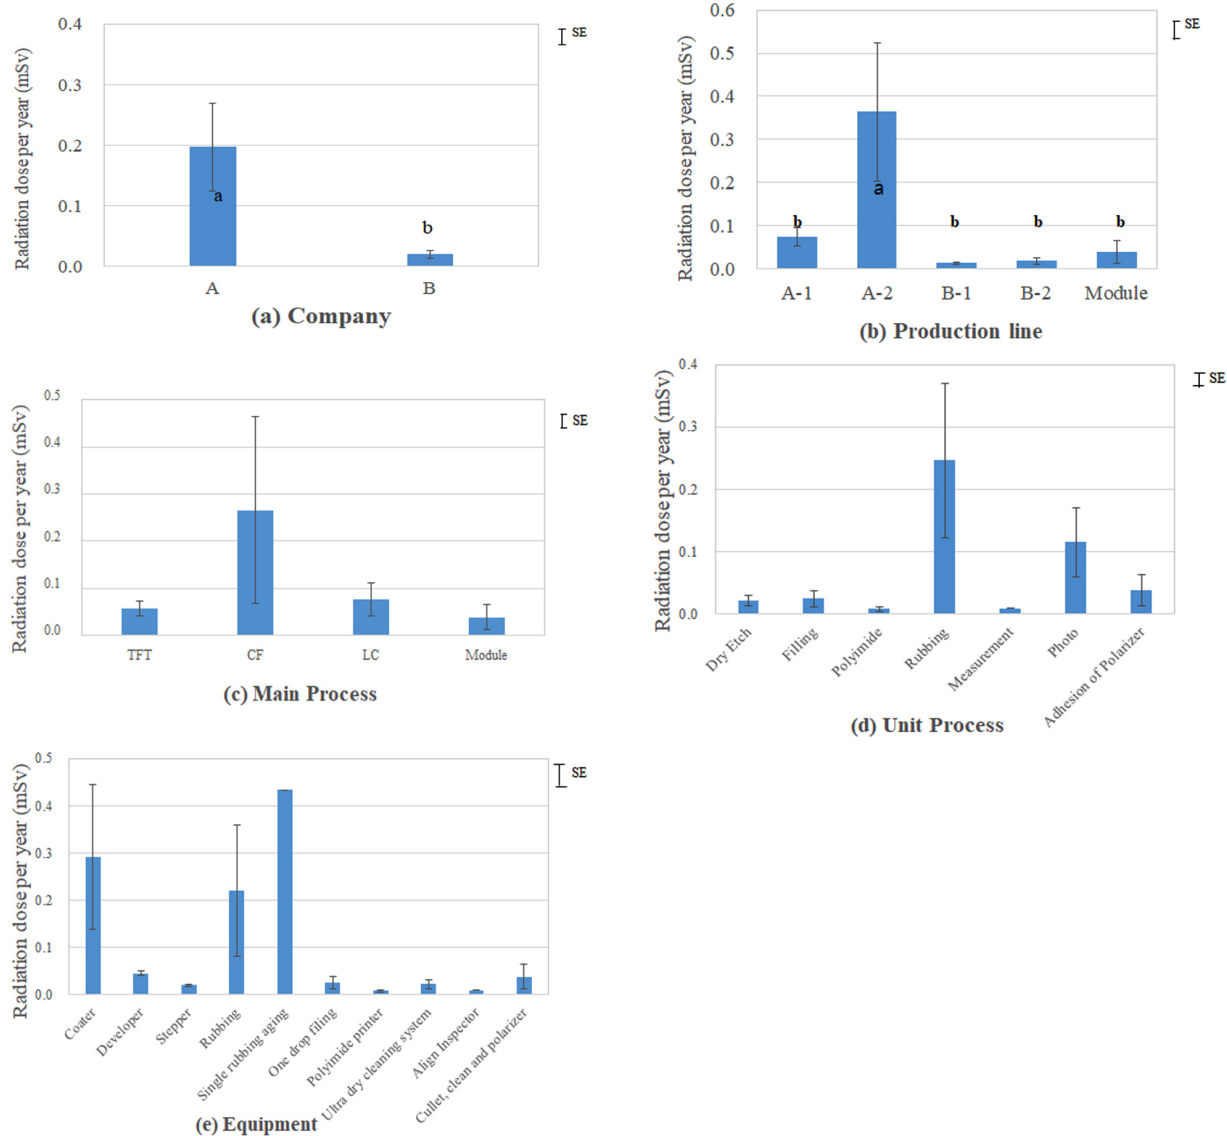 Radiation dose per year (mSv)
0.4
0.3
0.2
0.1
0.0
a
b
A B
(a) Company
SE
Radiation dose per year (mSv)
0.6
0.5
0.4
0.3
0.2
0.1
0.0
b a b b b
A-1 A-2 B-1 B-2 Module
(b) Production line
SE
Radiation dose per year (mSv)
0.5
0.4
0.3
0.2
0.1
0.0
TFT CF LC Module
(c) Main Process
SE
Radiation dose per year (mSv)
0.4
0.3
0.2
0.1
0.0
Dry Etch
Filling
Polyimide
Rubbing
Measurement
Photo
Adhesion of Polarizer
(d) Unit Process
SE
Radiation dose per year (mSv)
0.5
0.4
0.3
0.2
0.1
0.0
Coater
Developer
Stepper
Rubbing
Single rubbing aging
One drop filing
Polyimide printer
Ultra dry cleaning system
Align Inspector
Cullet, clean and polarizer
(e) Equipment
SE